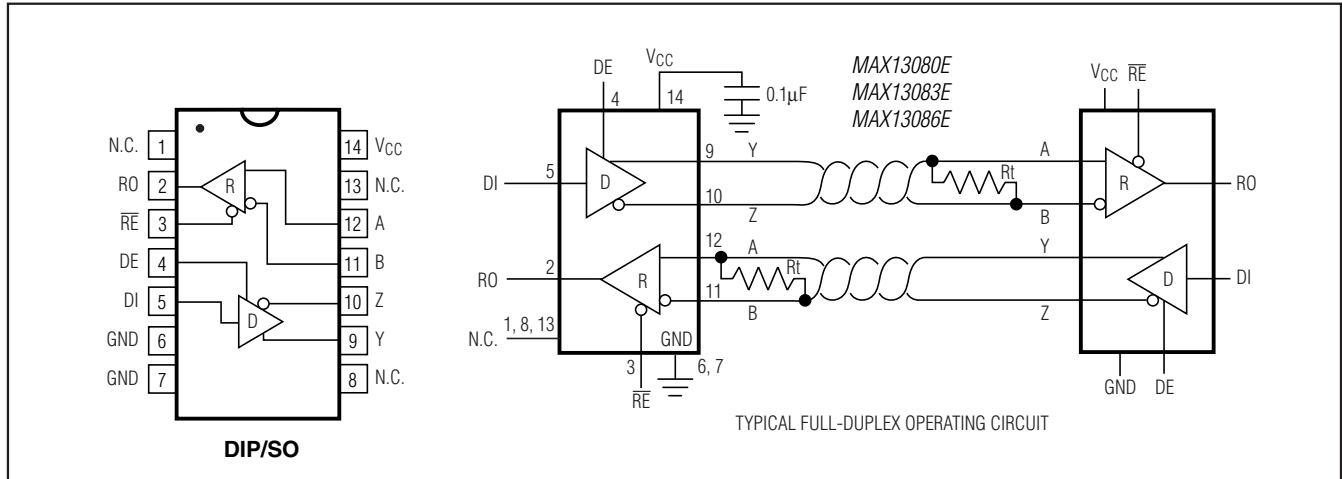 N.C. 1
RO 2
RE 3
DE 4
DI 5
GND 6
GND 7
14 VCC
13 N.C.
12 A
11 B
10 Z
9 Y
8 N.C.
R
D
DIP/SO
DE
4
VCC
14
0.1µF
MAX13080E
MAX13083E
MAX13086E
DI
5
D
9 Y
10 Z
RO
2
R
12 A
11 B
Rt
N.C. 1, 8, 13
3
RE
GND
6, 7
VCC RE
A
Rt
B
R
RO
Y
Z
D
DI
GND DE
TYPICAL FULL-DUPLEX OPERATING CIRCUIT